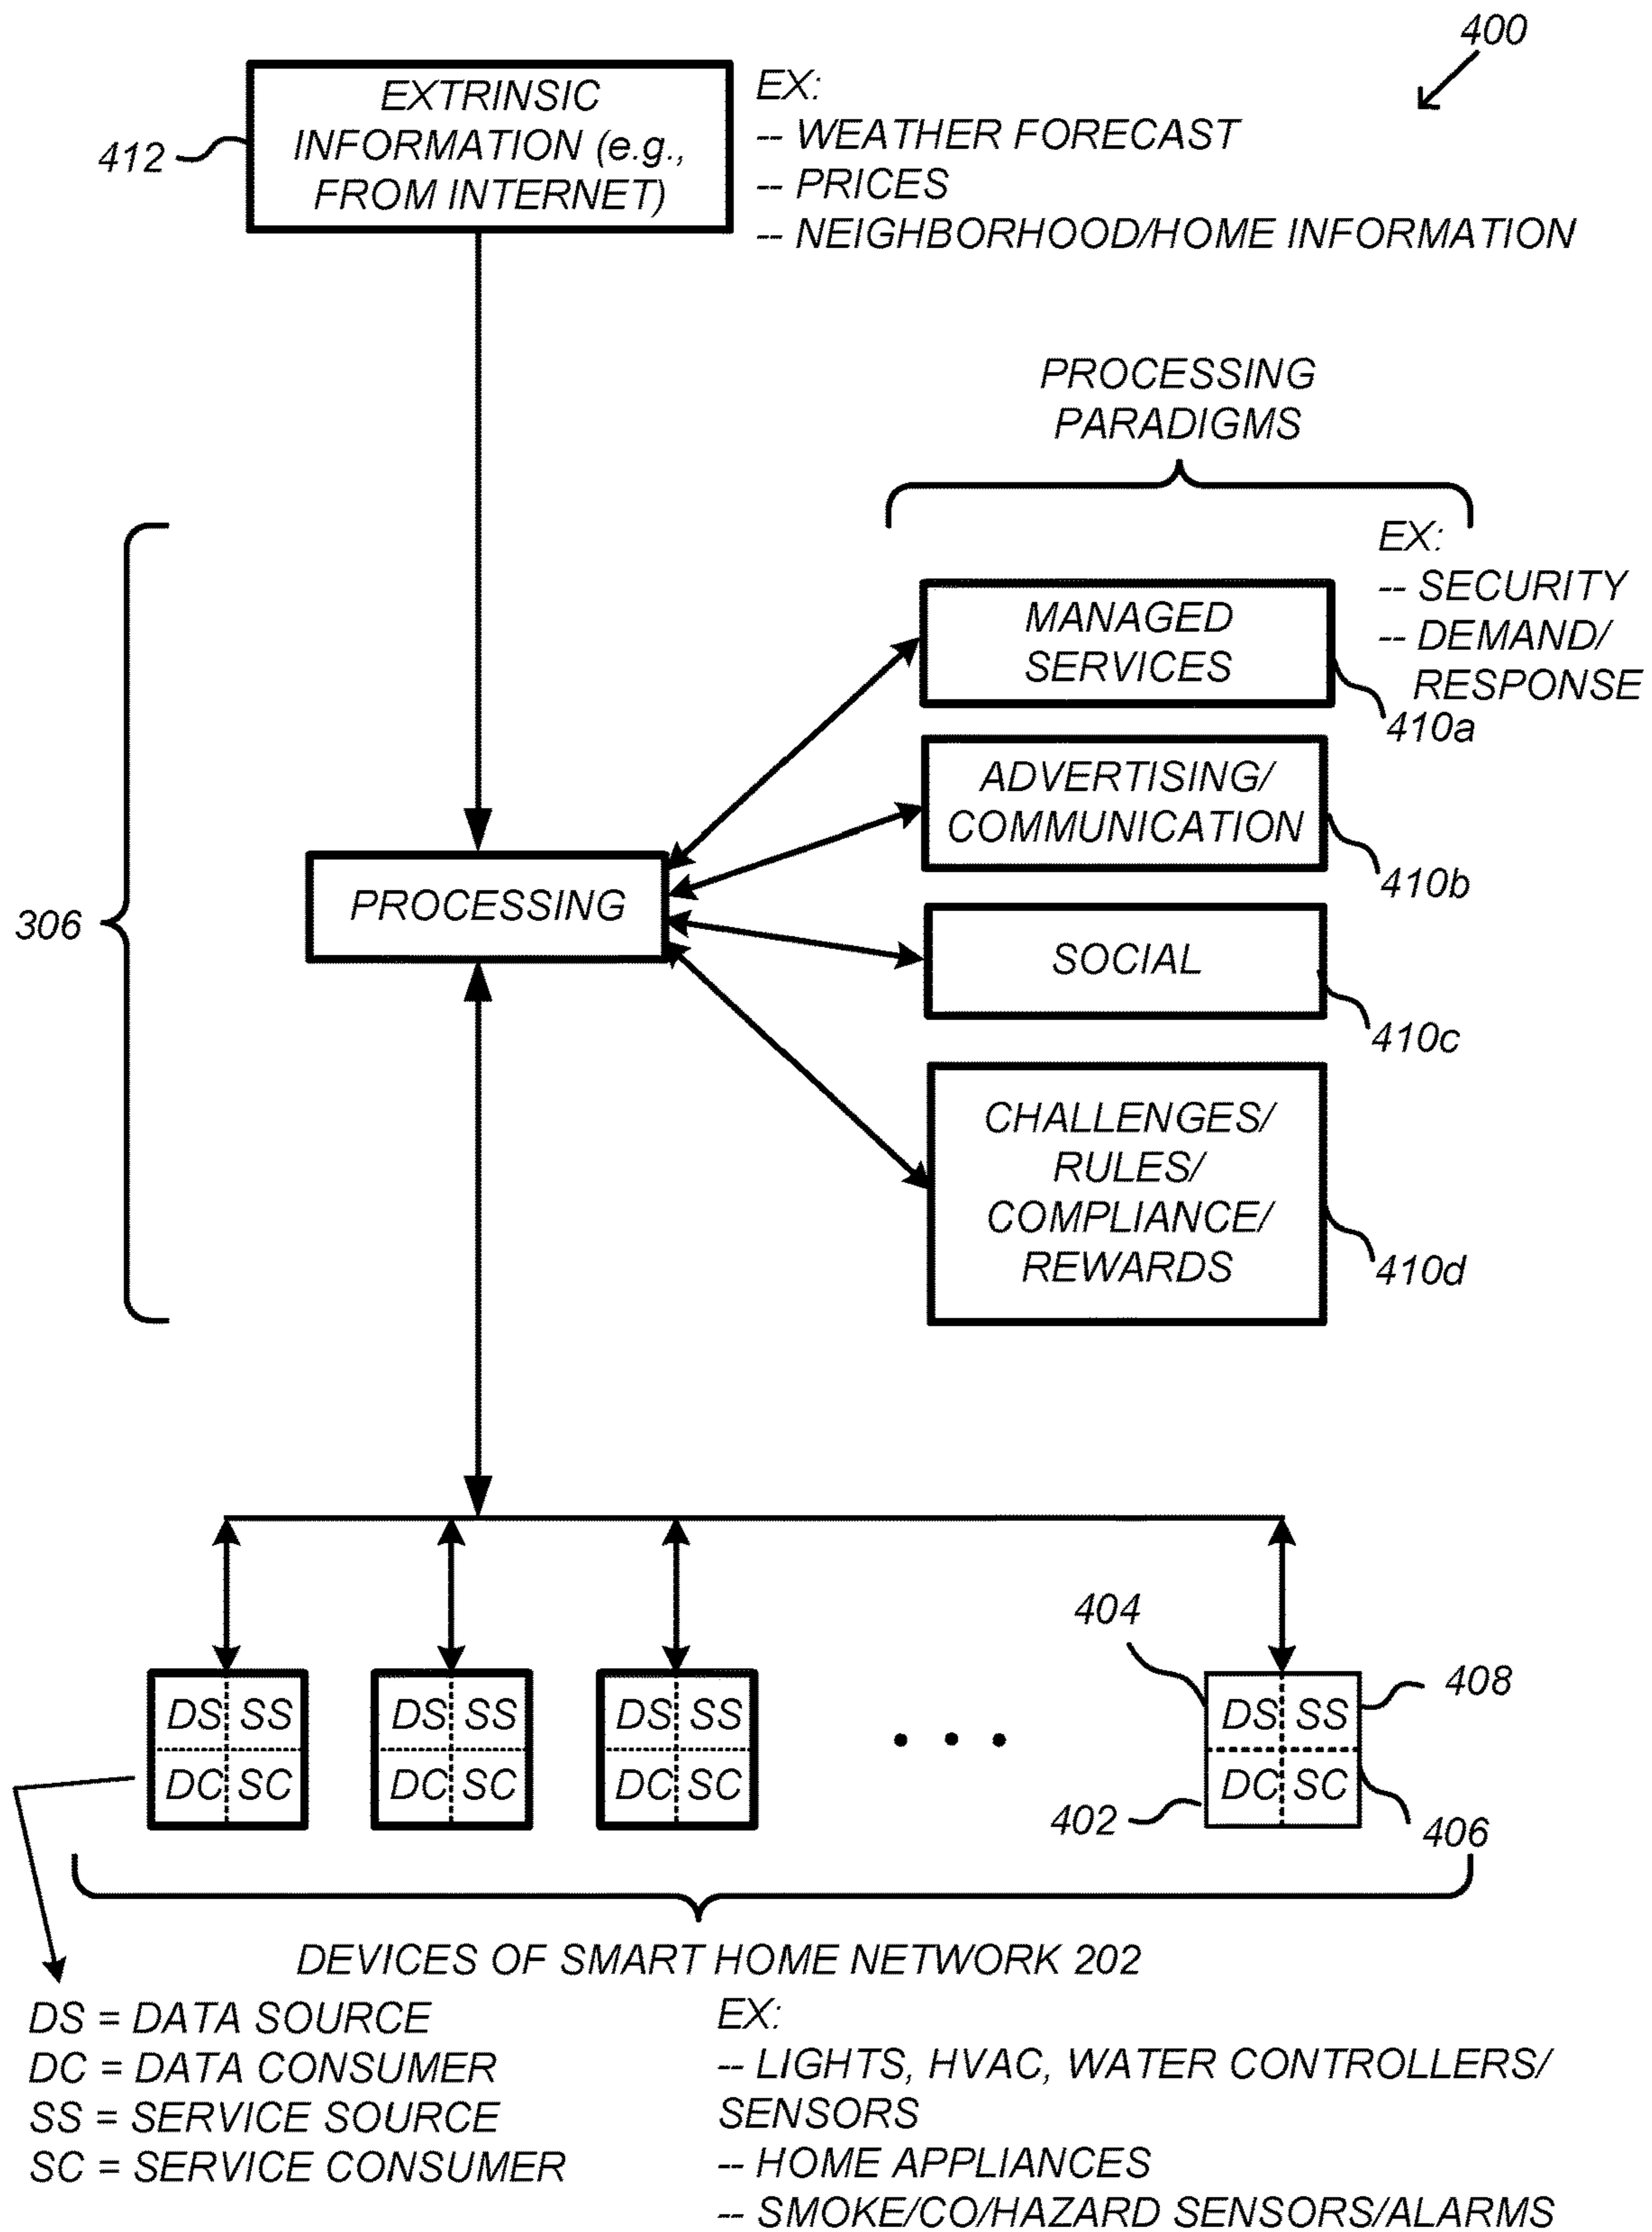 400
EXTRINSIC
INFORMATION (e.g.,
FROM INTERNET)
412
EX:
-- WEATHER FORECAST
-- PRICES
-- NEIGHBORHOOD/HOME INFORMATION
PROCESSING
PARADIGMS
EX:
-- SECURITY
-- DEMAND/
RESPONSE
MANAGED
SERVICES
410a
ADVERTISING/
COMMUNICATION
410b
PROCESSING
306
SOCIAL
410c
CHALLENGES/
RULES/
COMPLIANCE/
REWARDS
410d
404
408
DS SS
DC SC
DS SS
DC SC
DS SS
DC SC
. . .
DS SS
DC SC
402
406
DEVICES OF SMART HOME NETWORK 202
DS = DATA SOURCE
DC = DATA CONSUMER
SS = SERVICE SOURCE
SC = SERVICE CONSUMER
EX:
-- LIGHTS, HVAC, WATER CONTROLLERS/
SENSORS
-- HOME APPLIANCES
-- SMOKE/CO/HAZARD SENSORS/ALARMS